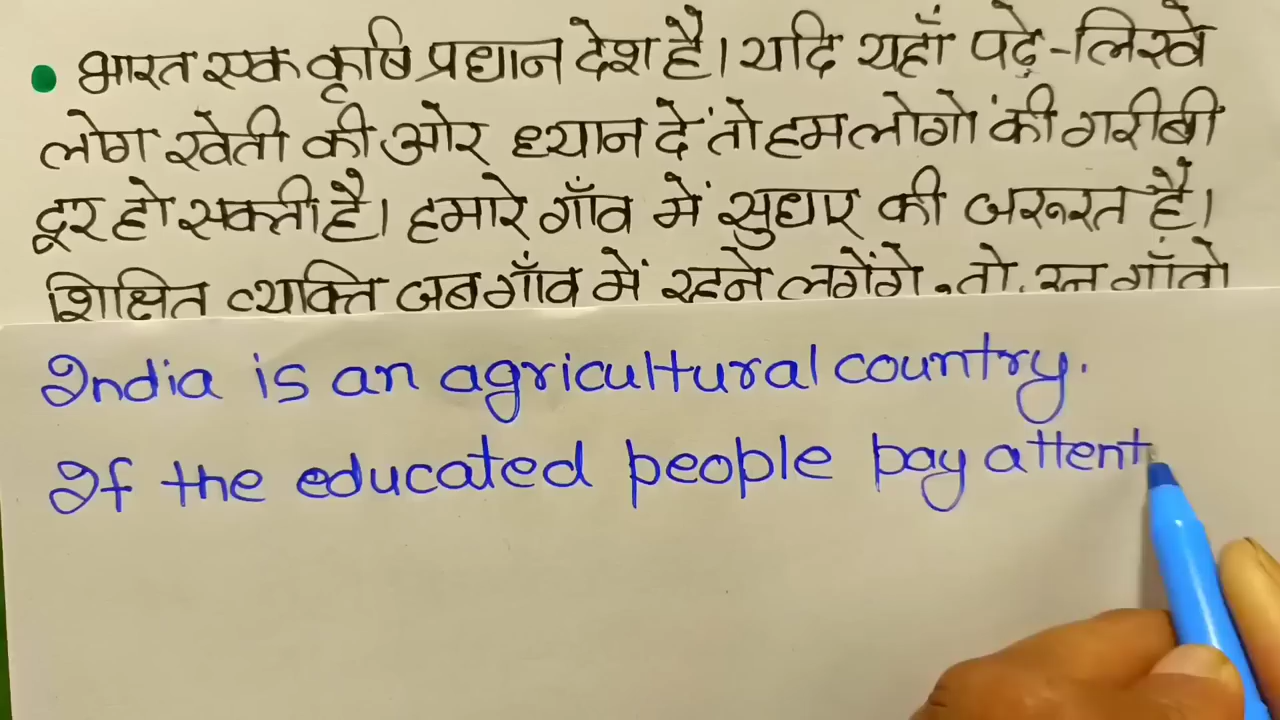 भारत एक कृषि प्रधान देश है। यदि यहाँ पढ़े-लिखे
लोग खेती की ओर ध्यान दें तो हम लोगों की गरीबी
दूर हो सकती है। हमारे गाँव में सुधार की जरूरत है।
शिक्षित व्यक्ति जब गाँव में रहने लगेंगे, तो
India is an agricultural country.
If the educated people pay attent